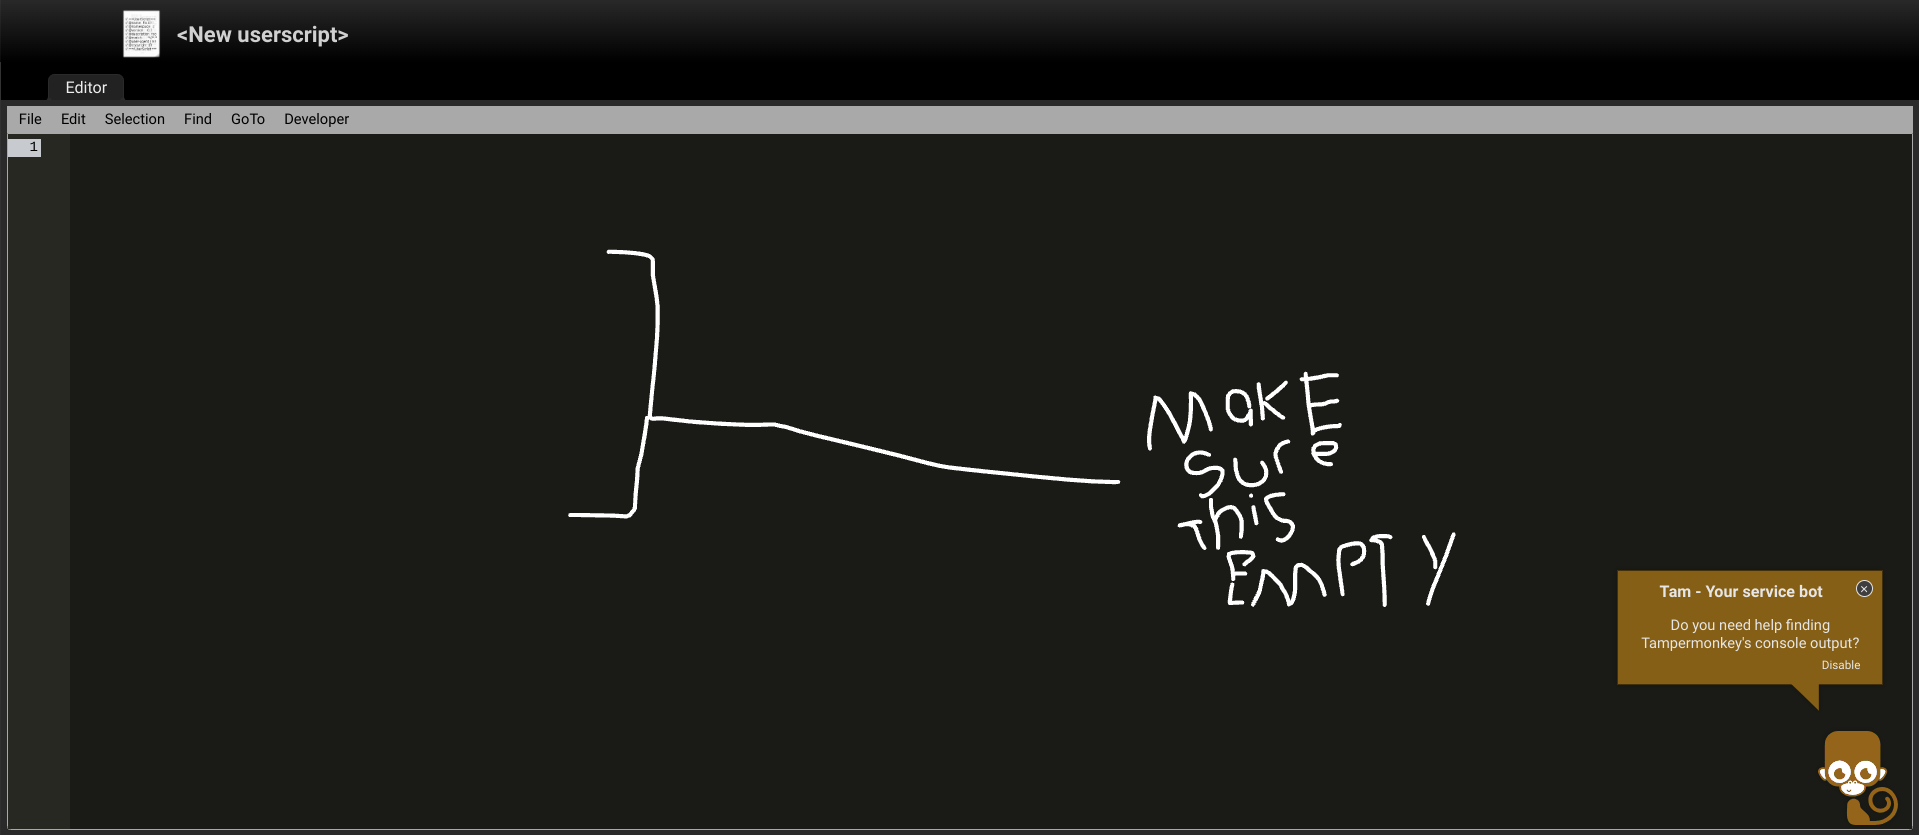 <New userscript>
Editor
File Edit Selection Find GoTo Developer
1
MaKE
Sure
This
EMPTY
Tam - Your service bot
Do you need help finding
Tampermonkey's console output?
Disable